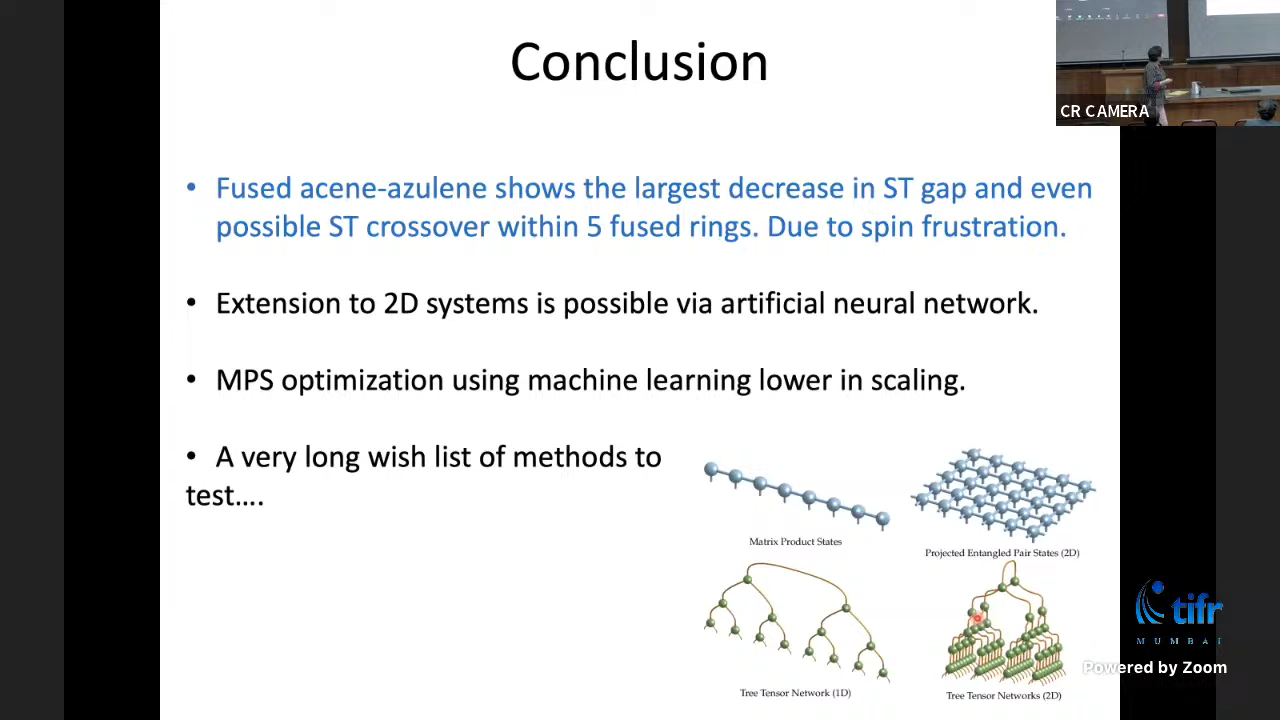 Conclusion
CR CAMERA
• Fused acene-azulene shows the largest decrease in ST gap and even
possible ST crossover within 5 fused rings. Due to spin frustration.
• Extension to 2D systems is possible via artificial neural network.
• MPS optimization using machine learning lower in scaling.
• A very long wish list of methods to
test....
Matrix Product States
Projected Entangled Pair States (2D)
Tree Tensor Network (1D)
Tree Tensor Networks (2D)
tifr
MUMBAI
Powered by Zoom